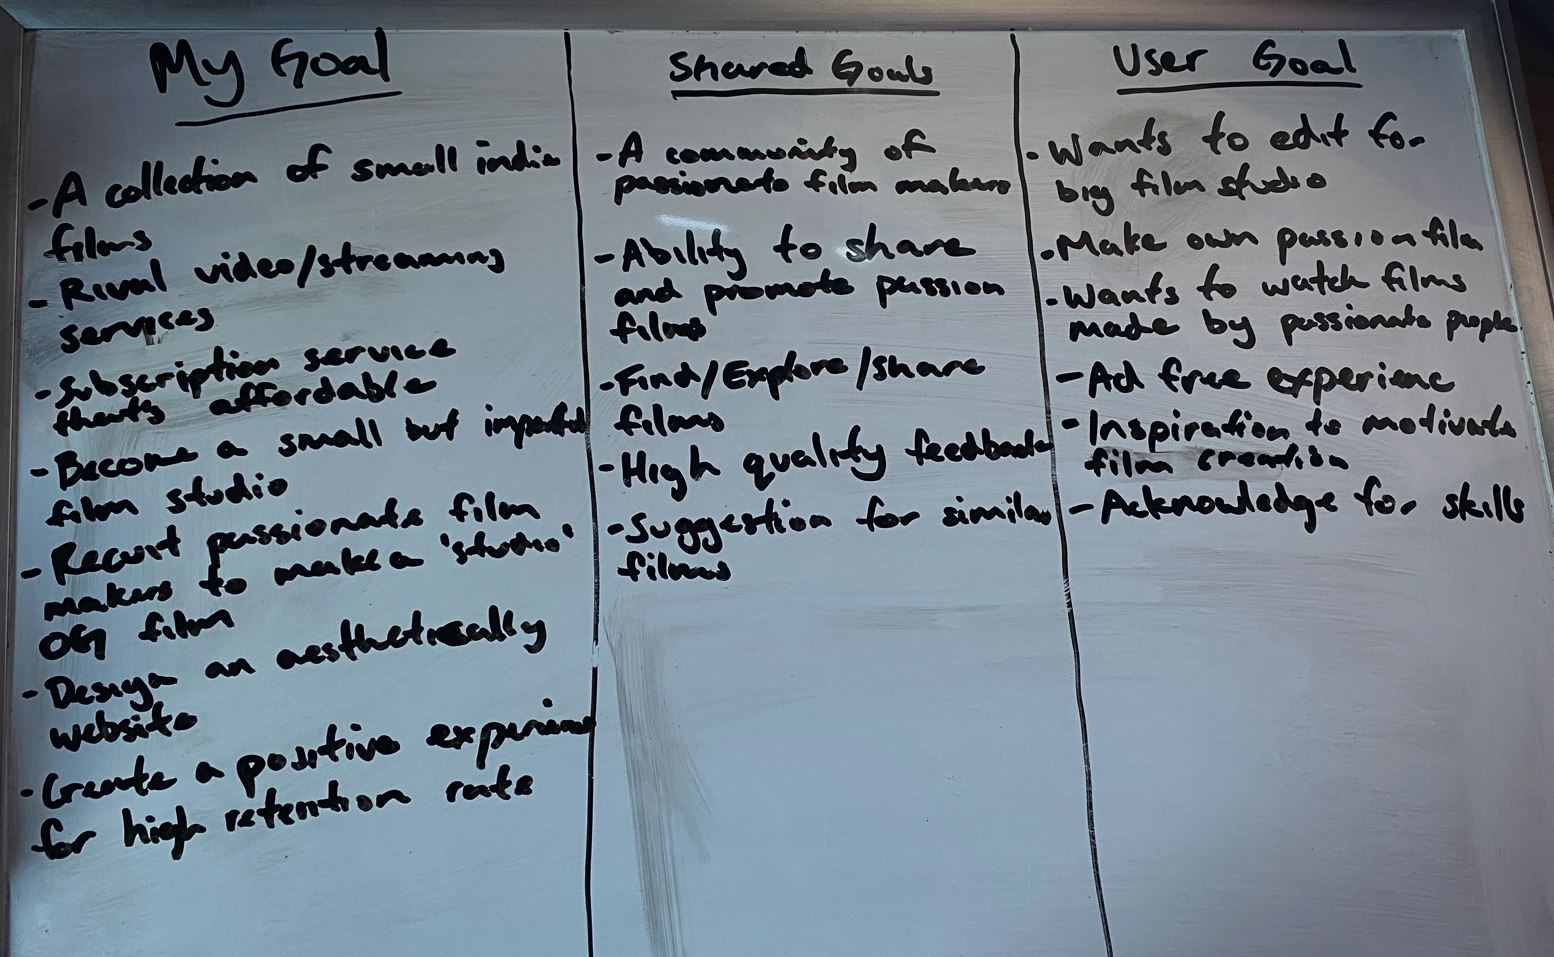 My Goal
- A collection of small indie
films
- Rival video/streaming
services
- Subscription service
thats affordable
- Become a small but impactful
film studio
- Recruit passionate film
makers to make a 'studio'
OG film
- Design an aesthetically
website
- Create a positive experience
for high retention rate
Shared Goals
- A community of
passionate film makers
- Ability to share
and promote passion
films
- Find/Explore/share
films
- High quality feedback
- Suggestion for similar
films
User Goal
- Wants to edit for
big film studio
- Make own passion film
- Wants to watch films
made by passionate people
- Ad free experienc
- Inspiration to motivate
film creation
- Acknowledge for skills